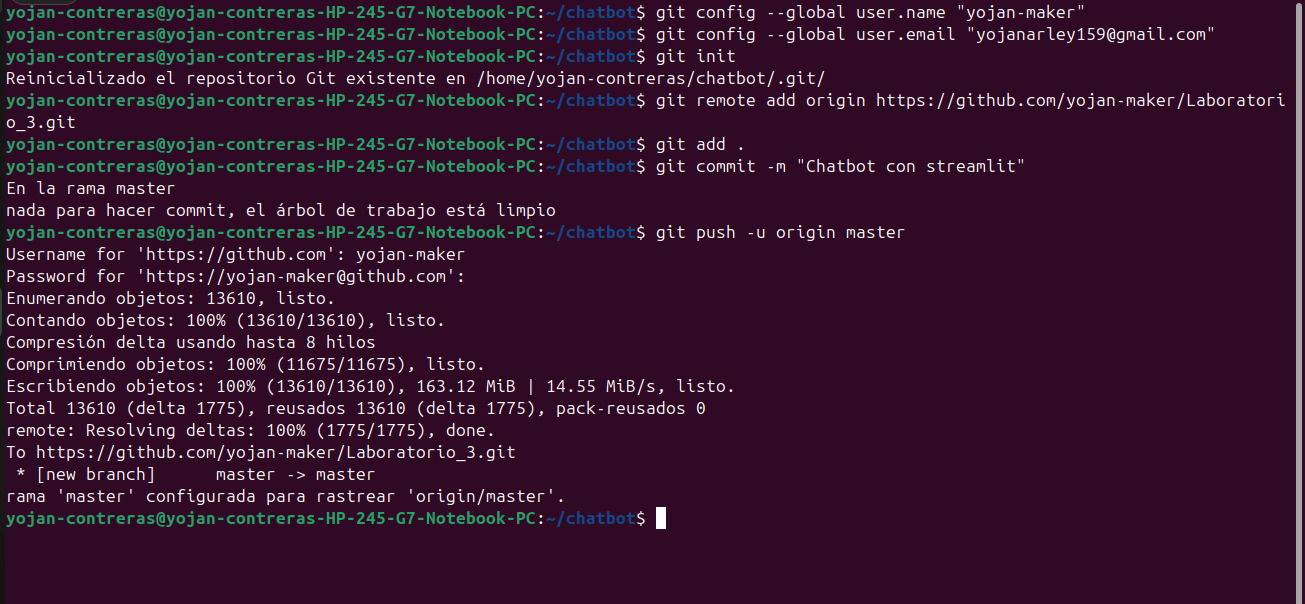 yojan-contreras@yojan-contreras-HP-245-G7-Notebook-PC:~/chatbot$ git config --global user.name "yojan-maker"
yojan-contreras@yojan-contreras-HP-245-G7-Notebook-PC:~/chatbot$ git config --global user.email "yojanarley159@gmail.com"
yojan-contreras@yojan-contreras-HP-245-G7-Notebook-PC:~/chatbot$ git init
Reinicializado el repositorio Git existente en /home/yojan-contreras/chatbot/.git/
yojan-contreras@yojan-contreras-HP-245-G7-Notebook-PC:~/chatbot$ git remote add origin https://github.com/yojan-maker/Laboratori
o_3.git
yojan-contreras@yojan-contreras-HP-245-G7-Notebook-PC:~/chatbot$ git add .
yojan-contreras@yojan-contreras-HP-245-G7-Notebook-PC:~/chatbot$ git commit -m "Chatbot con streamlit"
En la rama master
nada para hacer commit, el árbol de trabajo está limpio
yojan-contreras@yojan-contreras-HP-245-G7-Notebook-PC:~/chatbot$ git push -u origin master
Username for 'https://github.com': yojan-maker
Password for 'https://yojan-maker@github.com':
Enumerando objetos: 13610, listo.
Contando objetos: 100% (13610/13610), listo.
Compresión delta usando hasta 8 hilos
Comprimiendo objetos: 100% (11675/11675), listo.
Escribiendo objetos: 100% (13610/13610), 163.12 MiB | 14.55 MiB/s, listo.
Total 13610 (delta 1775), reusados 13610 (delta 1775), pack-reusados 0
remote: Resolving deltas: 100% (1775/1775), done.
To https://github.com/yojan-maker/Laboratorio_3.git
 * [new branch]      master -> master
rama 'master' configurada para rastrear 'origin/master'.
yojan-contreras@yojan-contreras-HP-245-G7-Notebook-PC:~/chatbot$